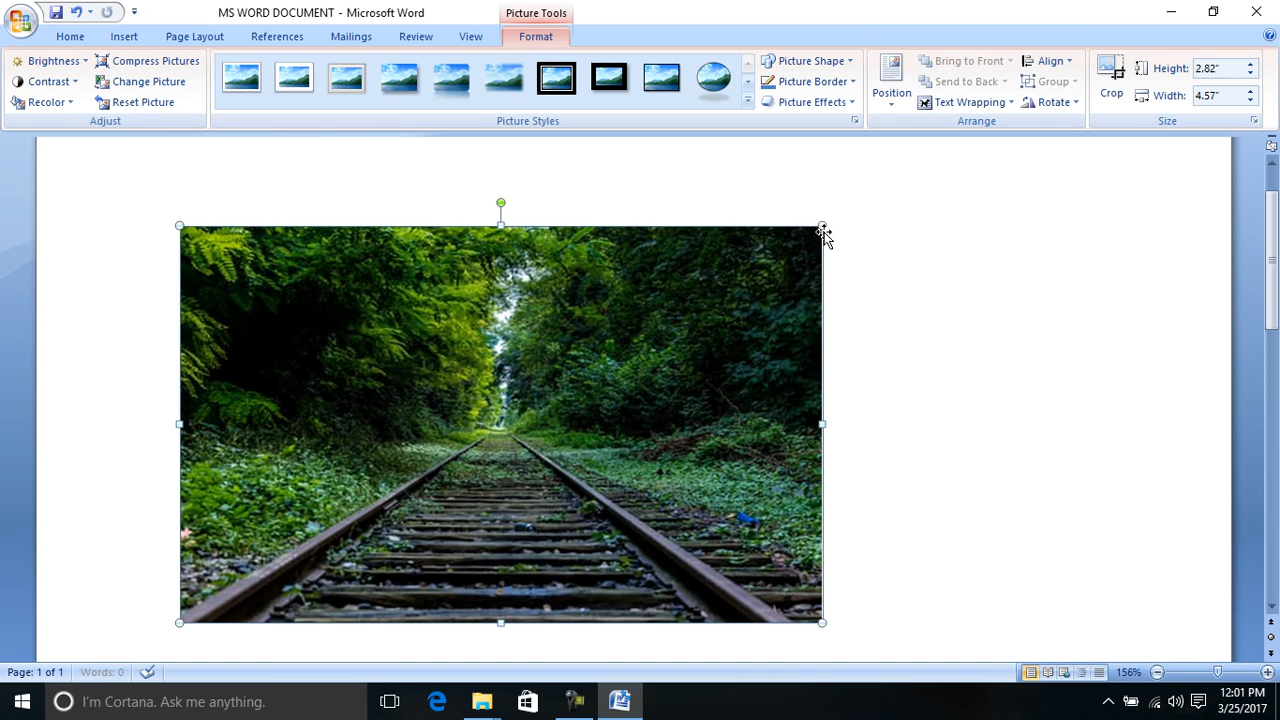 MS WORD DOCUMENT - Microsoft Word
Picture Tools
Home
Insert
Page Layout
References
Mailings
Review
View
Format
Brightness
Contrast
Recolor
Compress Pictures
Change Picture
Reset Picture
Adjust
Picture Styles
Picture Shape
Picture Border
Picture Effects
Position
Bring to Front
Send to Back
Text Wrapping
Align
Group
Rotate
Arrange
Crop
Height: 2.82"
Width: 4.57"
Size
Page: 1 of 1
Words: 0
156%
I'm Cortana. Ask me anything.
12:01 PM
3/25/2017